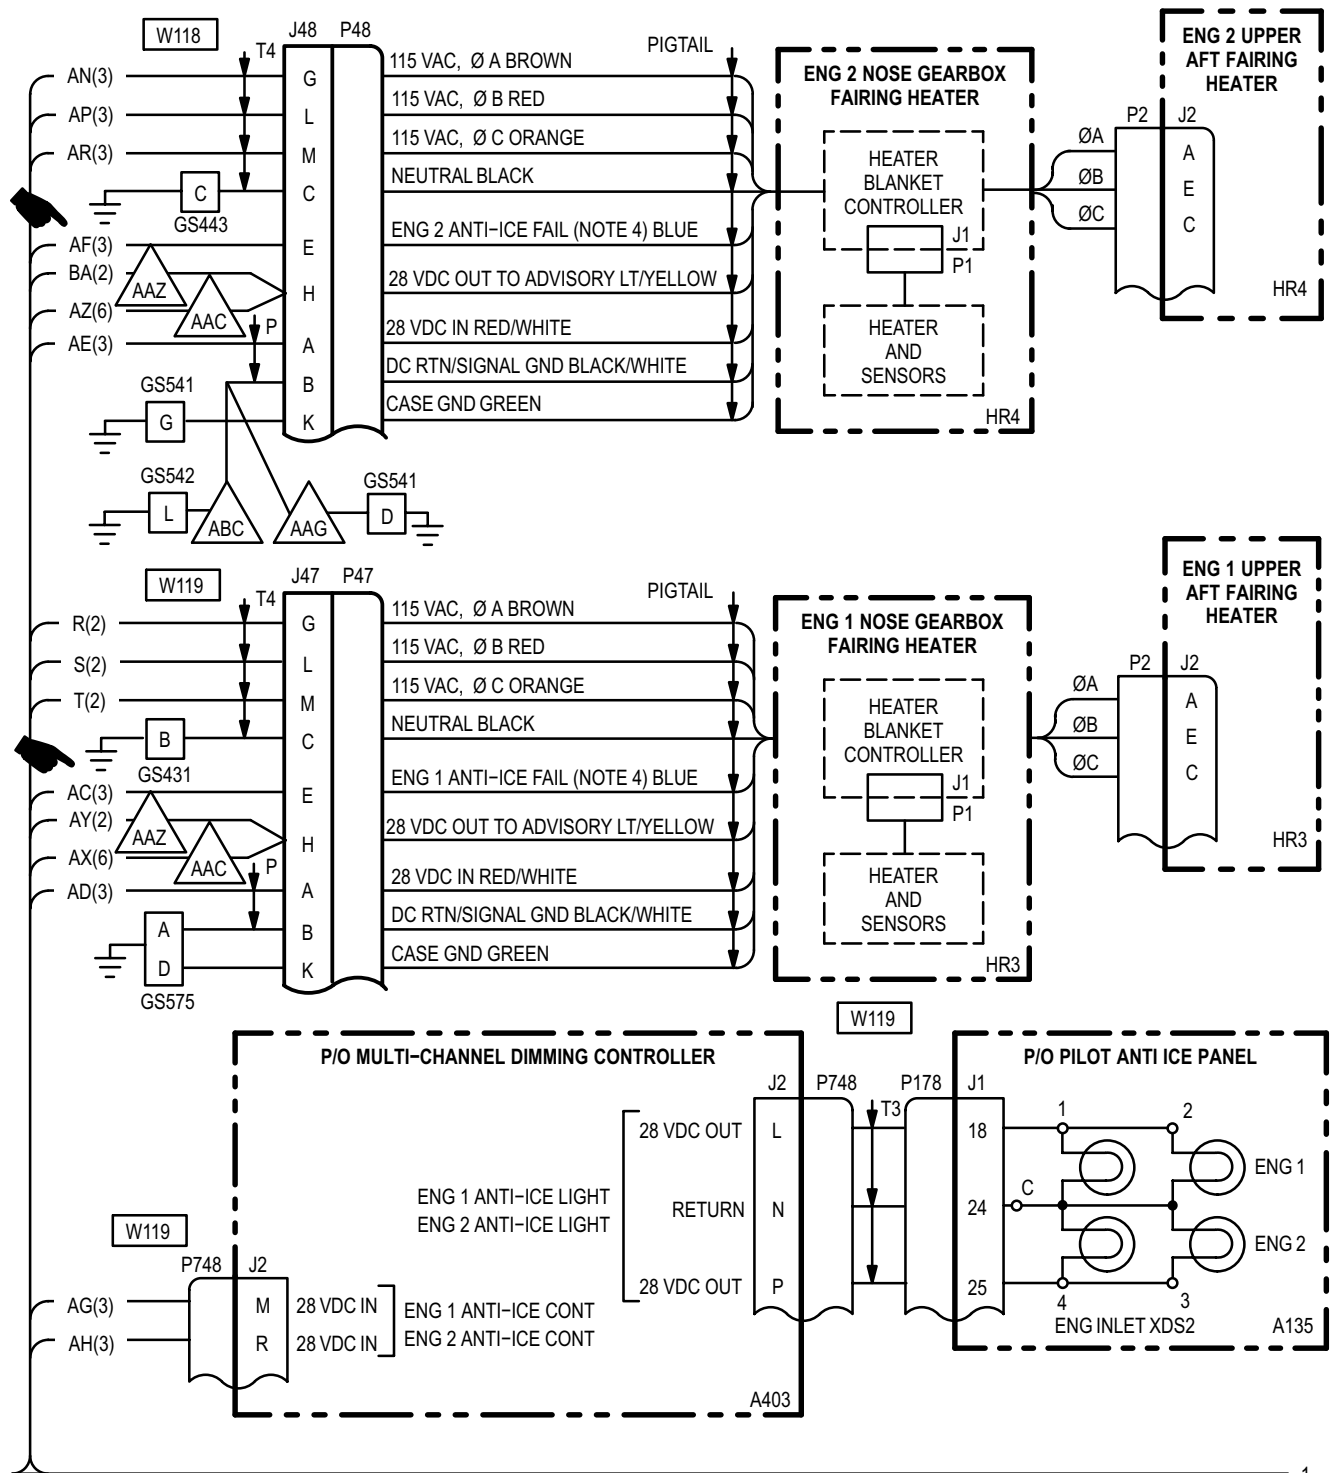 W118
J48 P48
T4
PIGTAIL
AN(3) G 115 VAC, Ø A BROWN
AP(3) L 115 VAC, Ø B RED
AR(3) M 115 VAC, Ø C ORANGE
C C NEUTRAL BLACK
GS443
AF(3) E ENG 2 ANTI−ICE FAIL (NOTE 4) BLUE
BA(2) AAZ
H 28 VDC OUT TO ADVISORY LT/YELLOW
AZ(6) AAC
P
AE(3) A 28 VDC IN RED/WHITE
B DC RTN/SIGNAL GND BLACK/WHITE
GS541
G K CASE GND GREEN
GS542
L ABC AAG D
GS541
ENG 2 NOSE GEARBOX
FAIRING HEATER
HEATER
BLANKET
CONTROLLER
J1
P1
HEATER
AND
SENSORS
HR4
ØA
ØB
ØC
P2 J2
A
E
C
ENG 2 UPPER
AFT FAIRING
HEATER
HR4
W119
J47 P47
T4
PIGTAIL
R(2) G 115 VAC, Ø A BROWN
S(2) L 115 VAC, Ø B RED
T(2) M 115 VAC, Ø C ORANGE
B C NEUTRAL BLACK
GS431
AC(3) E ENG 1 ANTI−ICE FAIL (NOTE 4) BLUE
AY(2) AAZ
H 28 VDC OUT TO ADVISORY LT/YELLOW
AX(6) AAC
P
AD(3) A 28 VDC IN RED/WHITE
A B DC RTN/SIGNAL GND BLACK/WHITE
D K CASE GND GREEN
GS575
ENG 1 NOSE GEARBOX
FAIRING HEATER
HEATER
BLANKET
CONTROLLER
J1
P1
HEATER
AND
SENSORS
HR3
ØA
ØB
ØC
P2 J2
A
E
C
ENG 1 UPPER
AFT FAIRING
HEATER
HR3
W119
P/O MULTI−CHANNEL DIMMING CONTROLLER
J2 P748
28 VDC OUT L
ENG 1 ANTI−ICE LIGHT
ENG 2 ANTI−ICE LIGHT
RETURN N
28 VDC OUT P
W119
P748 J2
AG(3) M 28 VDC IN ENG 1 ANTI−ICE CONT
AH(3) R 28 VDC IN ENG 2 ANTI−ICE CONT
A403
T3
P178 J1
P/O PILOT ANTI ICE PANEL
18 1 2
ENG 1
24 C
ENG 2
25 4 3
ENG INLET XDS2
A135